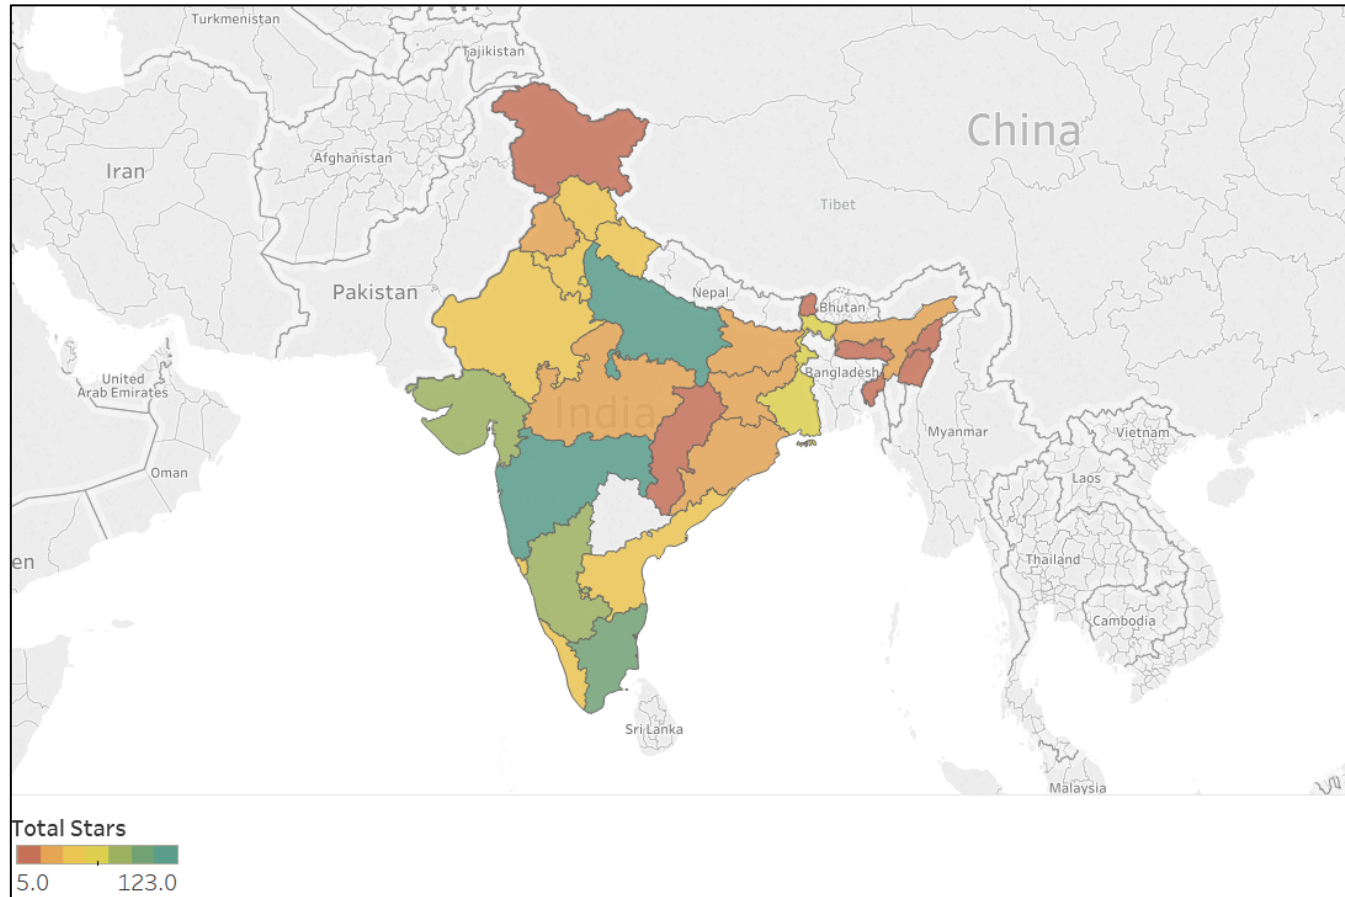 Turkmenistan
Tajikistan
China
Afghanistan
Iran
Tibet
Pakistan
Nepal
Bhutan
United
Arab Emirates
Bangladesh
India
Myanmar
Vietnam
Oman
Laos
en
Thailand
Cambodia
Sri Lanka
Malaysia
Total Stars
5.0 123.0